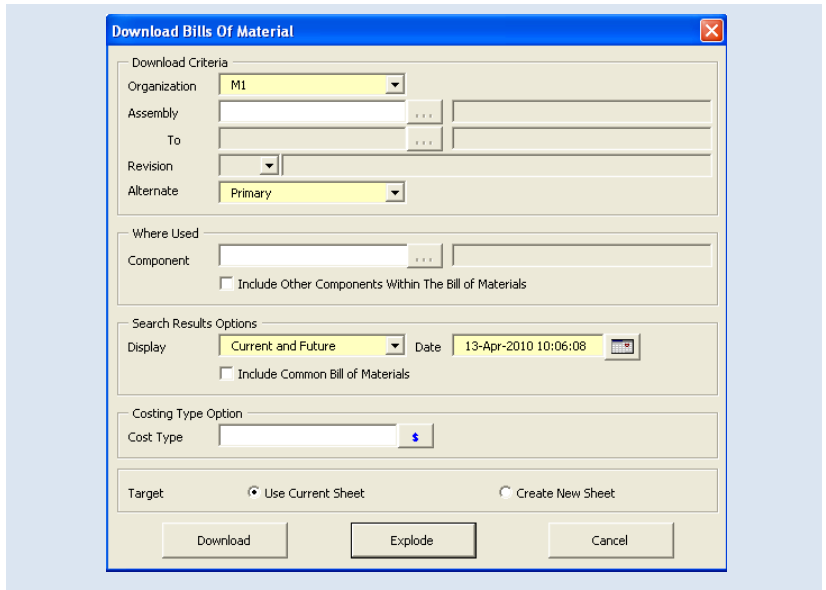 Download Bills Of Material
Download Criteria
Organization M1
Assembly ...
To ...
Revision
Alternate Primary
Where Used
Component ...
Include Other Components Within The Bill of Materials
Search Results Options
Display Current and Future Date 13-Apr-2010 10:06:08
Include Common Bill of Materials
Costing Type Option
Cost Type $
Target Use Current Sheet Create New Sheet
Download Explode Cancel